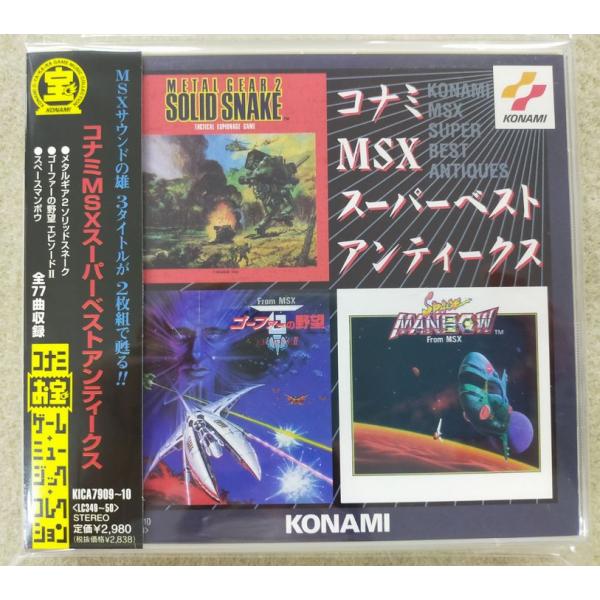 宝
KONAMI
MSXサウンドの雄 3タイトルが2枚組で甦る!!
コナミMSXスーパーベストアンティークス
●メタルギア2 ソリッドスネーク
●ゴーファーの野望 エピソードII
●スペースマンボウ
全77曲収録
コナミ
お宝
ゲーム・
ミュー
ジック・
コレク
ション
KICA7909~10
<LC349~50>
STEREO
定価¥2,980
(税抜価格¥2,838)
METAL GEAR 2
SOLID SNAKE™
TACTICAL ESPIONAGE GAME
KONAMI
コナミ
MSX
スーパーベスト
アンティークス
KONAMI
MSX
SUPER
BEST
ANTIQUES
From MSX
ゴーファーの野望
Space
MANBOW™
From MSX
KONAMI